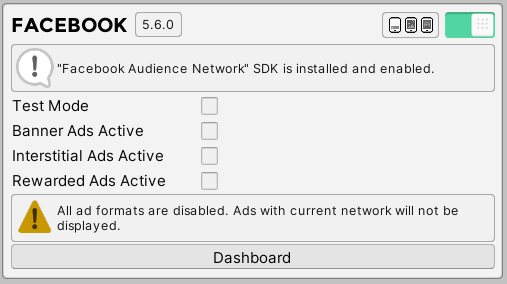 FACEBOOK 5.6.0
"Facebook Audience Network" SDK is installed and enabled.
Test Mode
Banner Ads Active
Interstitial Ads Active
Rewarded Ads Active
All ad formats are disabled. Ads with current network will not be
displayed.
Dashboard